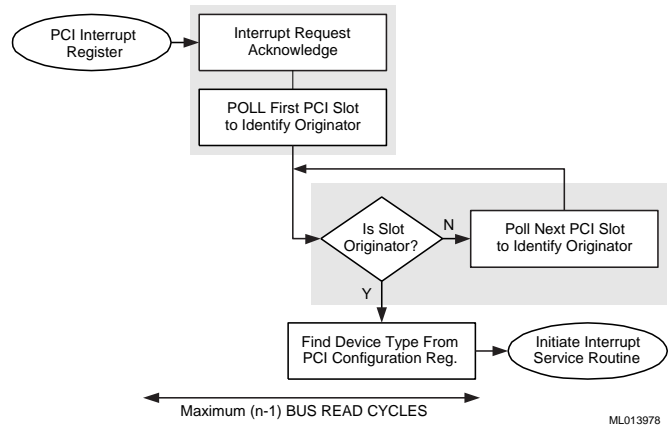 PCI Interrupt
Register
Interrupt Request
Acknowledge
POLL First PCI Slot
to Identify Originator
Is Slot
Originator?
N
Poll Next PCI Slot
to Identify Originator
Y
Find Device Type From
PCI Configuration Reg.
Initiate Interrupt
Service Routine
Maximum (n-1) BUS READ CYCLES
ML013978